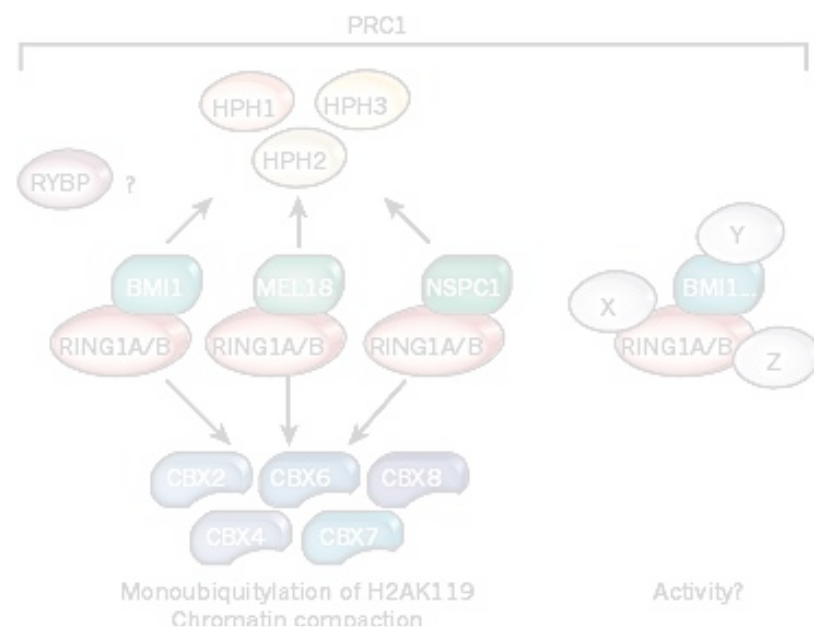 PRC1
HPH1 HPH3
HPH2
RYBP ?
Y
BMI1 MEL18 NSPC1 BMI1...
X
RING1A/B RING1A/B RING1A/B RING1A/B
Z
CBX2 CBX6 CBX8
CBX4 CBX7
Monoubiquitylation of H2AK119 Activity?
Chromatin compaction